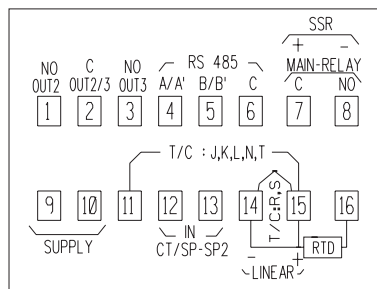 SSR
+ -
NO C NO RS 485 MAIN-RELAY
OUT2 OUT2/3 OUT3 A/A' B/B' C C NO
1 2 3 4 5 6 7 8
T/C : J,K,L,N,T
T/C:R,S
9 10 11 12 13 14 15 16
SUPPLY IN - + RTD
CT/SP-SP2 LINEAR